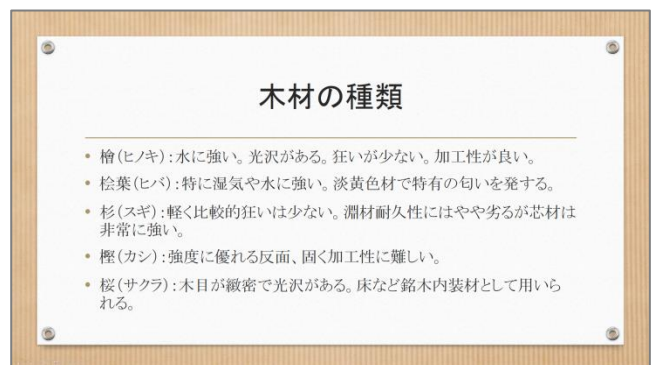 木材の種類
• 檜(ヒノキ):水に強い。光沢がある。狂いが少ない。加工性が良い。
• 桧葉(ヒバ):特に湿気や水に強い。淡黄色材で特有の匂いを発する。
• 杉(スギ):軽く比較的狂いは少ない。淵材耐久性にはやや劣るが芯材は
非常に強い。
• 樫(カシ):強度に優れる反面、固く加工性に難しい。
• 桜(サクラ):木目が緻密で光沢がある。床など銘木内装材として用いら
れる。